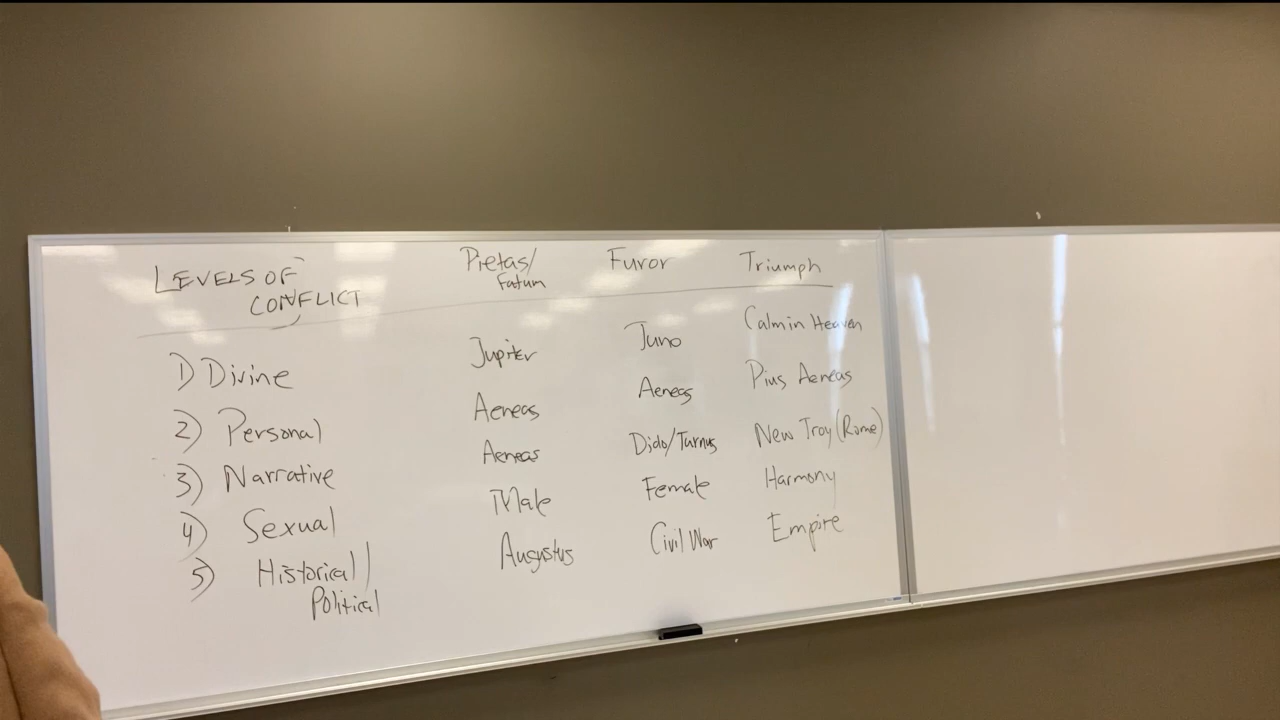 LEVELS OF CONFLICT Pietas/Fatum Furor Triumph
1) Divine Jupiter Juno Calm in Heaven
2) Personal Aeneas Aeneas Pius Aeneas
3) Narrative Aeneas Dido/Turnus New Troy (Rome)
4) Sexual Male Female Harmony
5) Historical/Political Augustus Civil War Empire